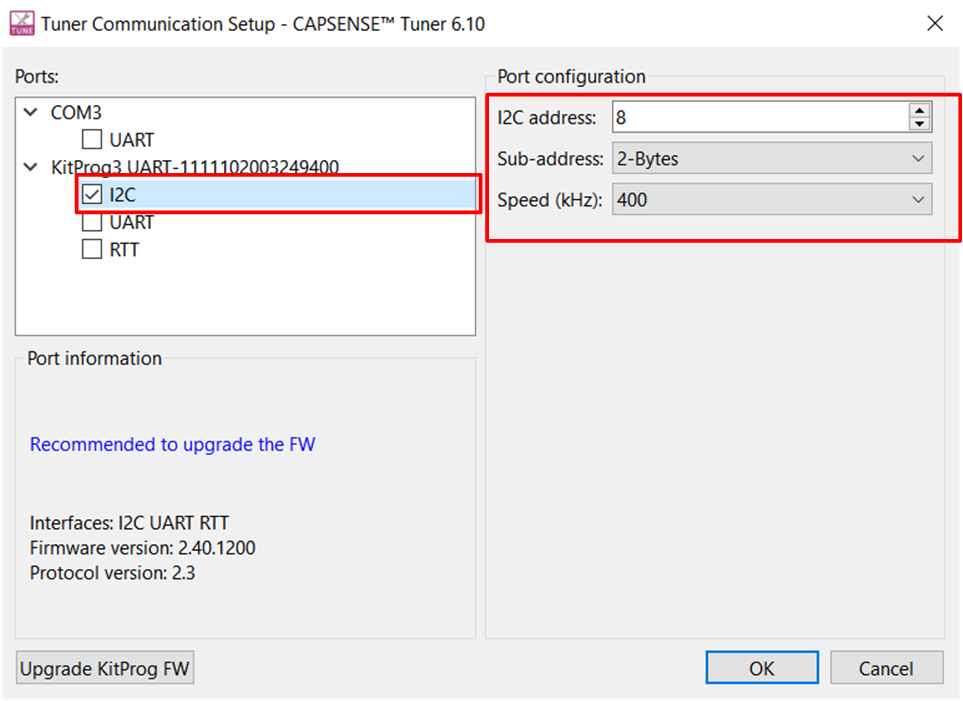 TUNE
Tuner Communication Setup - CAPSENSE™ Tuner 6.10
Ports:
COM3
UART
KitProg3 UART-1111102003249400
I2C
UART
RTT
Port configuration
I2C address: 8
Sub-address: 2-Bytes
Speed (kHz): 400
Port information
Recommended to upgrade the FW
Interfaces: I2C UART RTT
Firmware version: 2.40.1200
Protocol version: 2.3
Upgrade KitProg FW
OK
Cancel